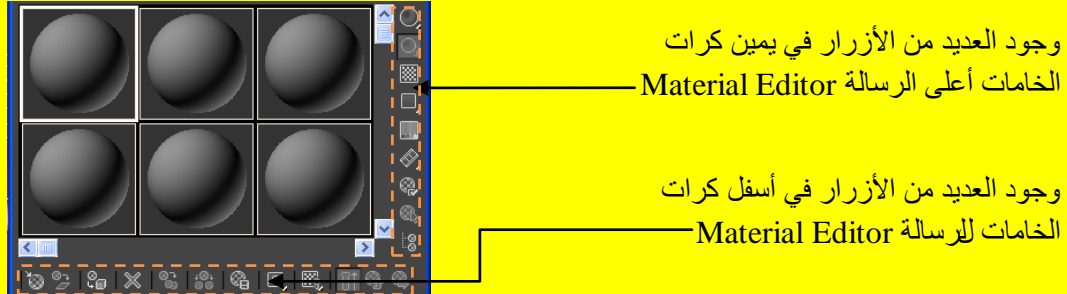 وجود العديد من الأزرار في يمين كرات
الخامات أعلى الرسالة Material Editor
وجود العديد من الأزرار في أسفل كرات
الخامات للرسالة Material Editor